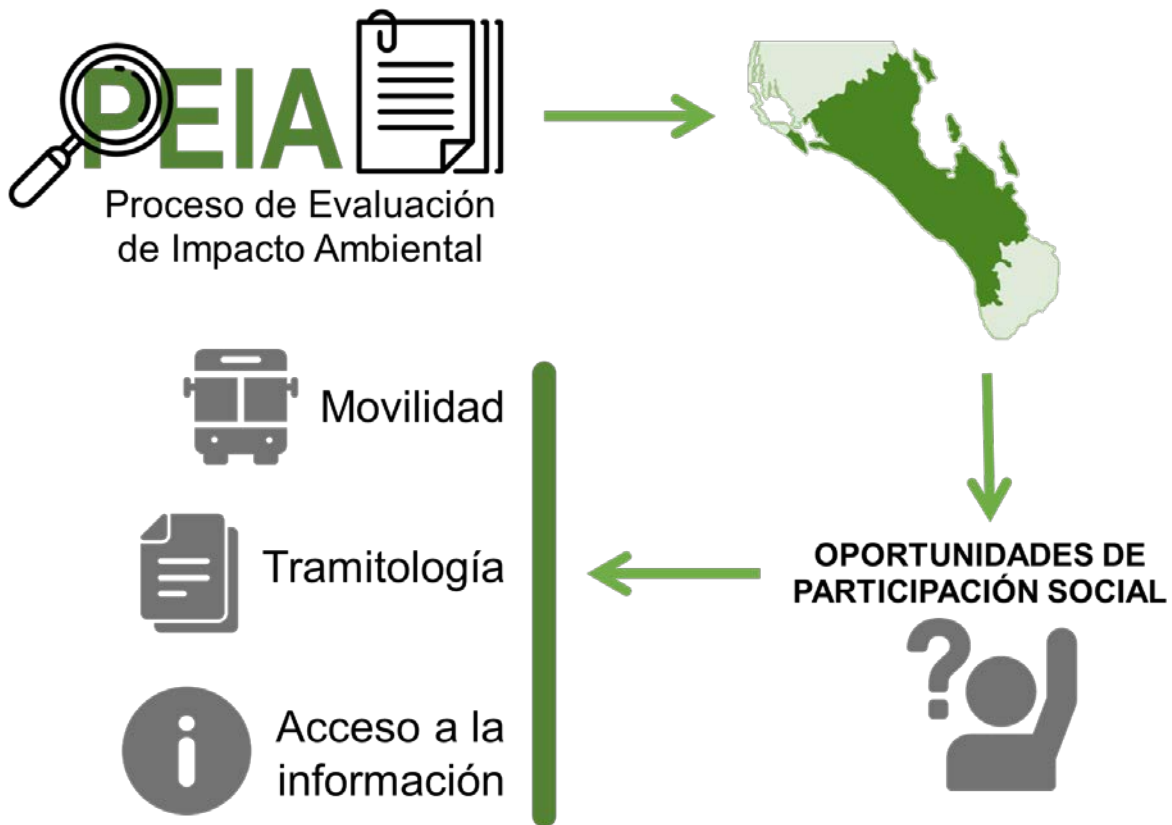 PEIA
Proceso de Evaluación
de Impacto Ambiental
OPORTUNIDADES DE
PARTICIPACIÓN SOCIAL
?
Movilidad
Tramitología
Acceso a la
información